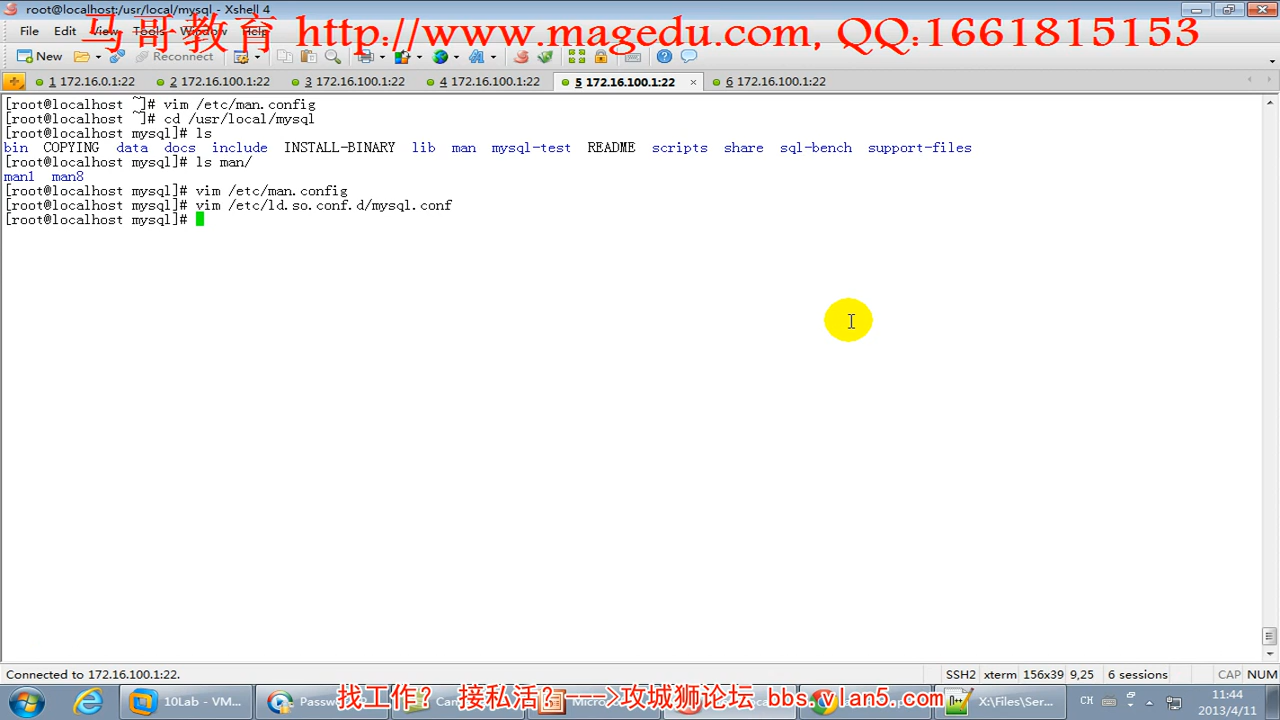 root@localhost:/usr/local/mysql - Xshell 4
File Edit View Tools Window Help
马哥教育 http://www.magedu.com, QQ:1661815153
New Reconnect
1 172.16.0.1:22 2 172.16.100.1:22 3 172.16.100.1:22 4 172.16.100.1:22 5 172.16.100.1:22 × 6 172.16.100.1:22
[root@localhost ~]# vim /etc/man.config
[root@localhost ~]# cd /usr/local/mysql
[root@localhost mysql]# ls
bin COPYING data docs include INSTALL-BINARY lib man mysql-test README scripts share sql-bench support-files
[root@localhost mysql]# ls man/
man1 man8
[root@localhost mysql]# vim /etc/man.config
[root@localhost mysql]# vim /etc/ld.so.conf.d/mysql.conf
[root@localhost mysql]#
Connected to 172.16.100.1:22. SSH2 xterm 156x39 9,25 6 sessions CAP NUM
找工作? 接私活?--->攻城狮论坛 bbs.vlan5.com
10Lab - VM... Passw Cam Micro X:\Files\Ser... CH 11:44
2013/4/11